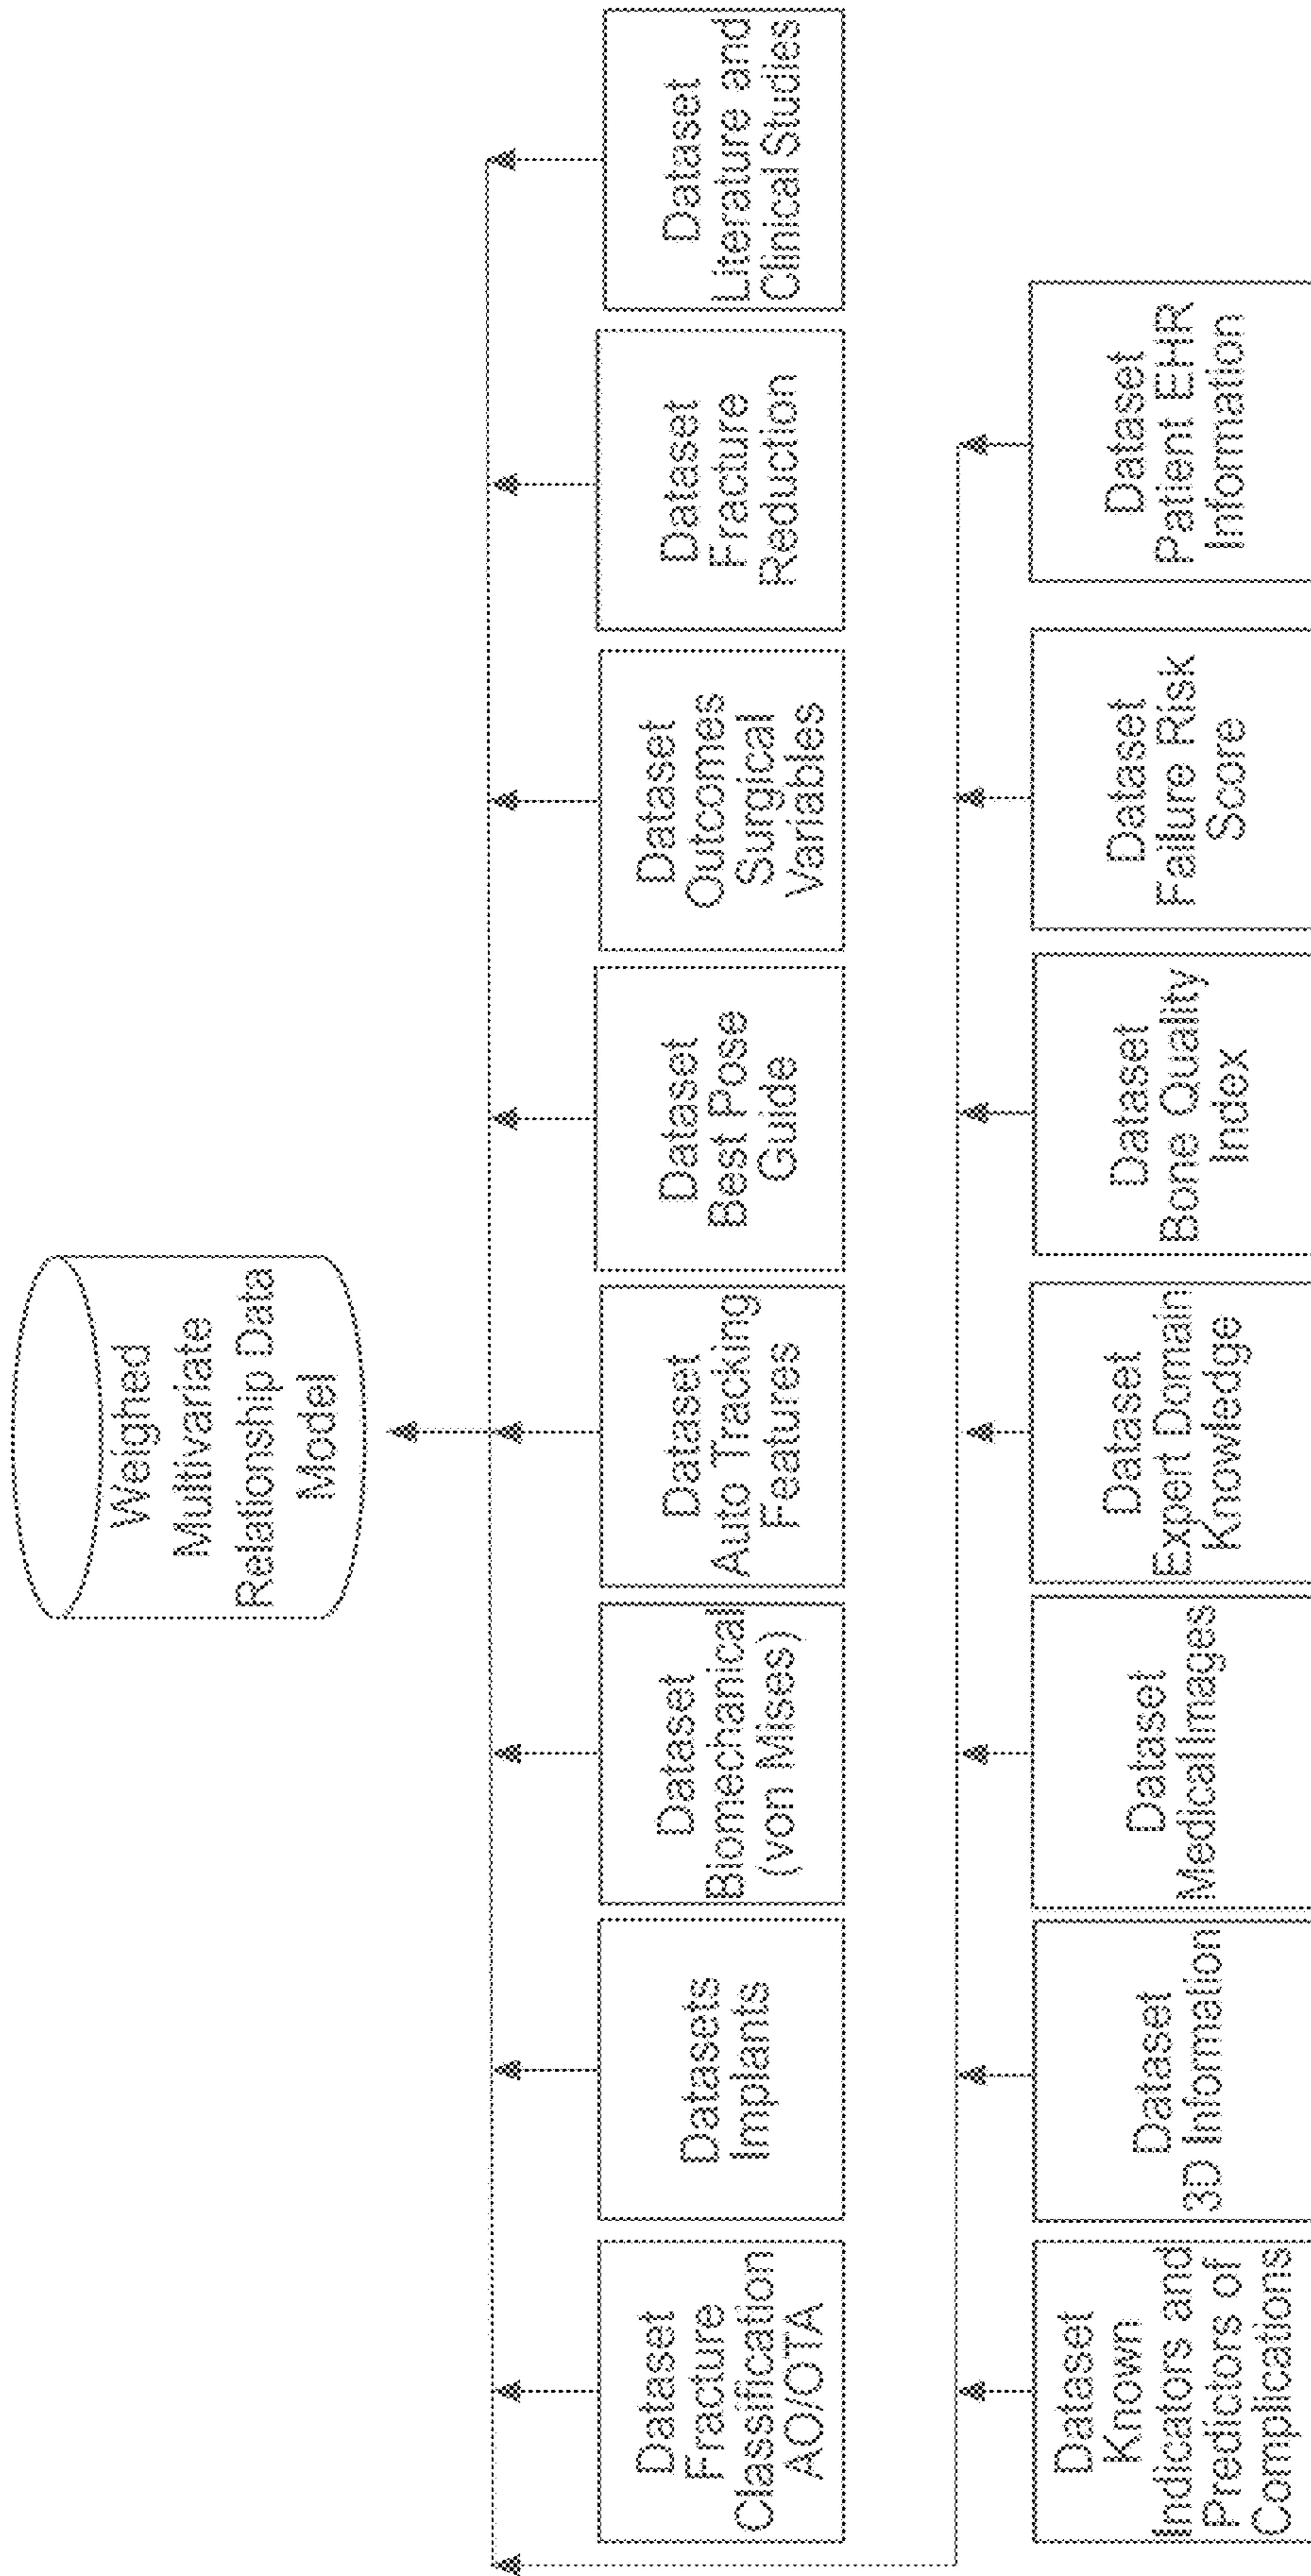 Weighed
Multivariate
Relationship Data
Model
Dataset
Fracture
Classification
AO/OTA
Datasets
Implants
Dataset
Biomechanical
(von Mises)
Dataset
Auto Tracking
Features
Dataset
Best Pose
Guide
Dataset
Outcomes
Surgical
Variables
Dataset
Fracture
Reduction
Dataset
Literature and
Clinical Studies
Dataset
Known
Indicators and
Predictors of
Complications
Dataset
3D Information
Dataset
Medical Images
Dataset
Expert Domain
Knowledge
Dataset
Bone Quality
Index
Dataset
Failure Risk
Score
Dataset
Patient EHR
Information